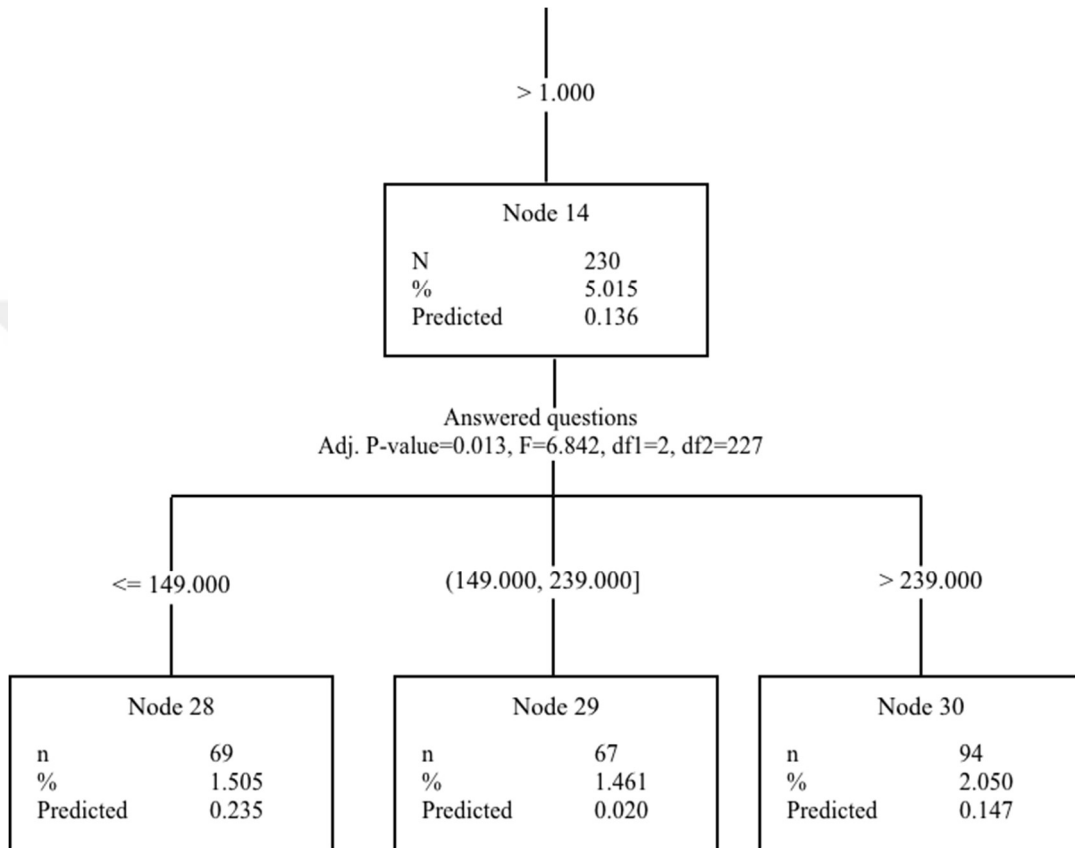 > 1.000
Node 14
N 230
% 5.015
Predicted 0.136
Answered questions
Adj. P-value=0.013, F=6.842, df1=2, df2=227
<= 149.000
(149.000, 239.000]
> 239.000
Node 28
n 69
% 1.505
Predicted 0.235
Node 29
n 67
% 1.461
Predicted 0.020
Node 30
n 94
% 2.050
Predicted 0.147